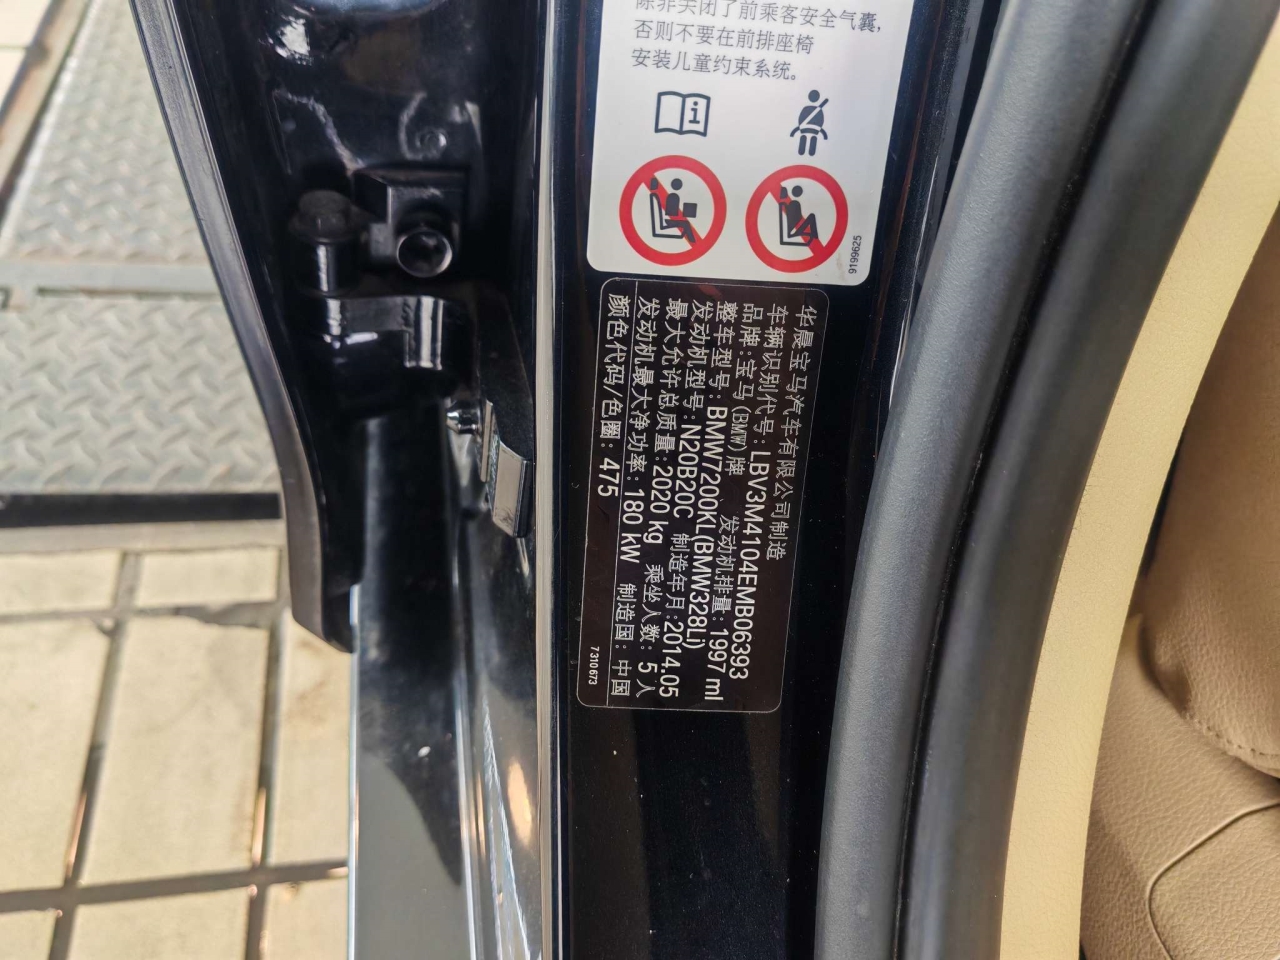 除非关闭了前乘客安全气囊,
否则不要在前排座椅
安装儿童约束系统。
9199625
华晨宝马汽车有限公司制造
车辆识别代号: LBV3M4104EMB06393
品牌:宝马(BMW)牌 发动机排量: 1997 ml
整车型号: BMW7200KL(BMW328Li)
发动机型号: N20B20C 制造年月: 2014.05
最大允许总质量: 2020 kg 乘坐人数: 5 人
发动机最大净功率: 180 kW 制造国: 中国
颜色代码/色圈: 475
7310673